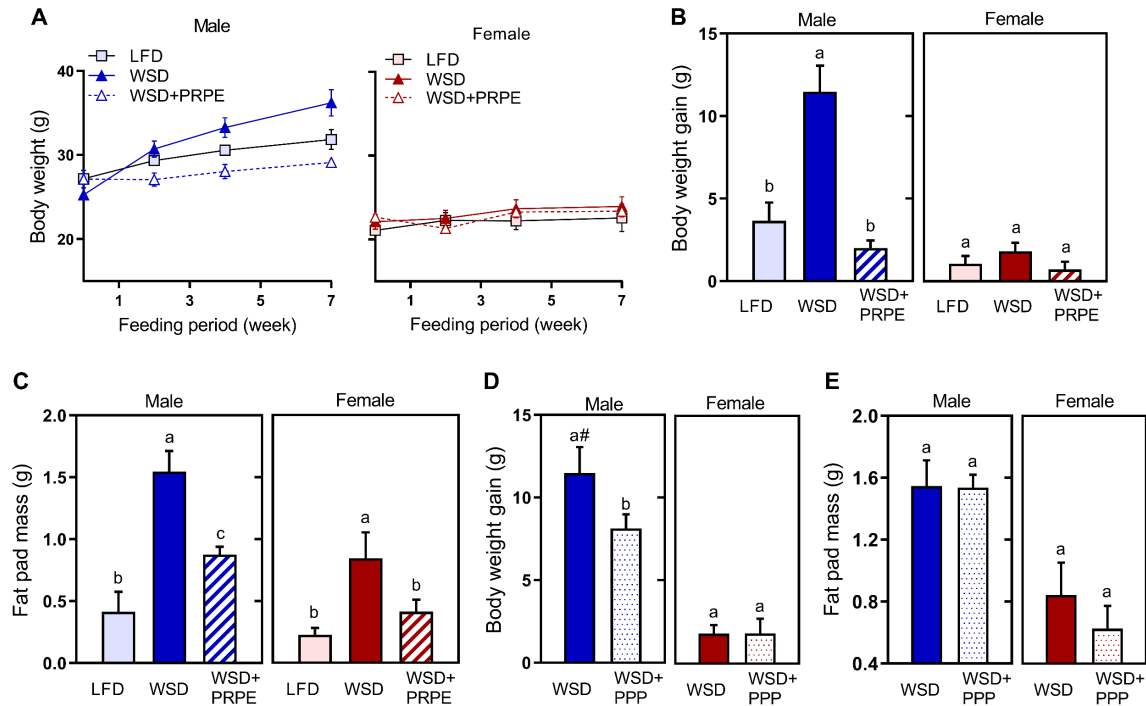 A
Male
Female
LFD
WSD
WSD+PRPE
LFD
WSD
WSD+PRPE
Body weight (g)
40
30
20
1
3
5
7
1
3
5
7
Feeding period (week)
Feeding period (week)
B
Male
Female
Body weight gain (g)
15
10
5
0
b
a
b
a
a
a
LFD
WSD
WSD+
PRPE
LFD
WSD
WSD+
PRPE
C
Male
Female
Fat pad mass (g)
2.0
1.5
1.0
0.5
0.0
b
a
c
b
a
b
LFD
WSD
WSD+
PRPE
LFD
WSD
WSD+
PRPE
D
Male
Female
Body weight gain (g)
15
10
5
0
a#
b
a
a
WSD
WSD+
PPP
WSD
WSD+
PPP
E
Male
Female
Fat pad mass (g)
2.0
1.6
1.2
0.8
0.4
a
a
a
a
WSD
WSD+
PPP
WSD
WSD+
PPP